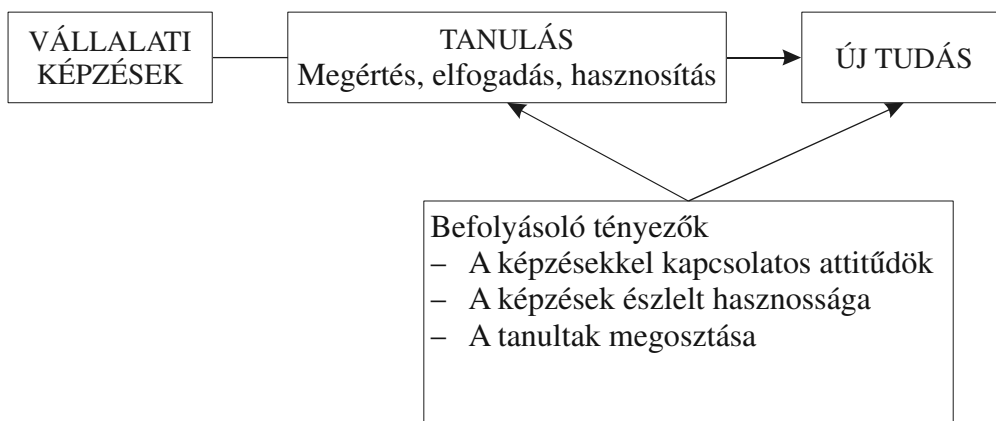 VÁLLALATI
KÉPZÉSEK
TANULÁS
Megértés, elfogadás, hasznosítás
ÚJ TUDÁS
Befolyásoló tényezők
– A képzésekkel kapcsolatos attitűdök
– A képzések észlelt hasznossága
– A tanultak megosztása